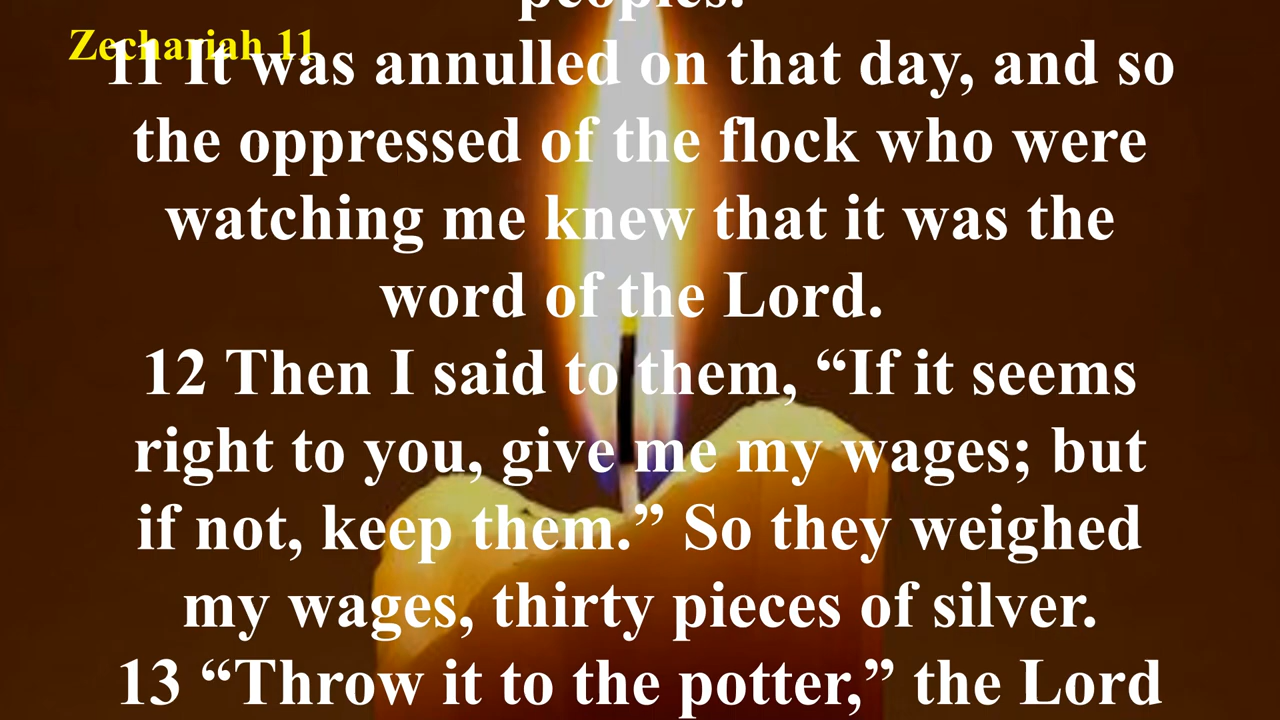 peoples.
Zechariah 11
11 It was annulled on that day, and so
the oppressed of the flock who were
watching me knew that it was the
word of the Lord.
12 Then I said to them, “If it seems
right to you, give me my wages; but
if not, keep them.” So they weighed
my wages, thirty pieces of silver.
13 “Throw it to the potter,” the Lord